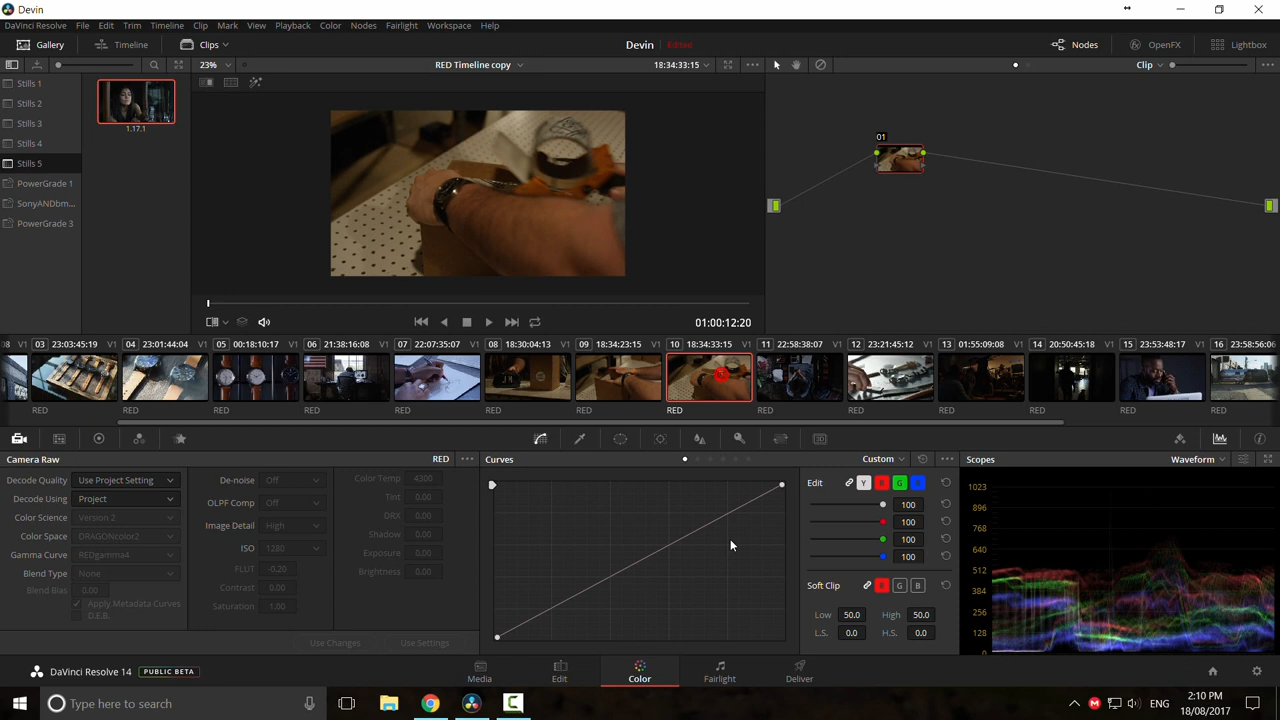 Devin
DaVinci Resolve File Edit Trim Timeline Clip Mark View Playback Color Nodes Fairlight Workspace Help
Gallery Timeline Clips Devin Edited Nodes OpenFX Lightbox
23% RED Timeline copy 18:34:33:15 Clip
Stills 1
Stills 2
Stills 3
Stills 4
Stills 5
PowerGrade 1
SonyANDbm...
PowerGrade 3
1.17.1
01
01:00:12:20
08 V1 03 23:03:45:19 V1 04 23:01:44:04 V1 05 00:18:10:17 V1 06 21:38:16:08 V1 07 22:07:35:07 V1 08 18:30:04:13 V1 09 18:34:23:15 V1 10 18:34:33:15 V1 11 22:58:38:07 V1 12 23:21:45:12 V1 13 01:55:09:08 V1 14 20:50:45:18 V1 15 23:53:48:17 V1 16 23:58:56:06
RED RED RED RED RED RED RED RED RED RED RED RED RED RED
3D
Camera Raw RED
Decode Quality Use Project Setting
Decode Using Project
Color Science Version 2
Color Space DRAGONcolor2
Gamma Curve REDgamma4
Blend Type None
Blend Bias 0.00
Apply Metadata Curves
D.E.B.
De-noise Off
OLPF Comp Off
Image Detail High
ISO 1280
FLUT -0.20
Contrast 0.00
Saturation 1.00
Color Temp 4300
Tint 0.00
DRX 0.00
Shadow 0.00
Exposure 0.00
Brightness 0.00
Use Changes Use Settings
Curves Custom
Edit Y R G B
100
100
100
100
Soft Clip R G B
Low 50.0 High 50.0
L.S. 0.0 H.S. 0.0
Scopes Waveform
1023
896
768
640
512
384
256
128
0
DaVinci Resolve 14 PUBLIC BETA
Media Edit Color Fairlight Deliver
Type here to search
ENG
2:10 PM
18/08/2017